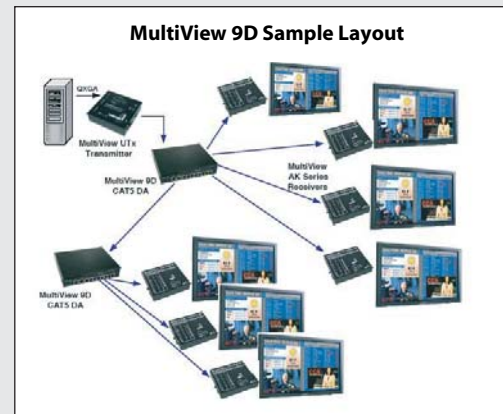 MultiView 9D Sample Layout
QXGA
MultiView UTx
Transmitter
MultiView 9D
CAT5 DA
MultiView
AK Series
Receivers
MultiView 9D
CAT5 DA